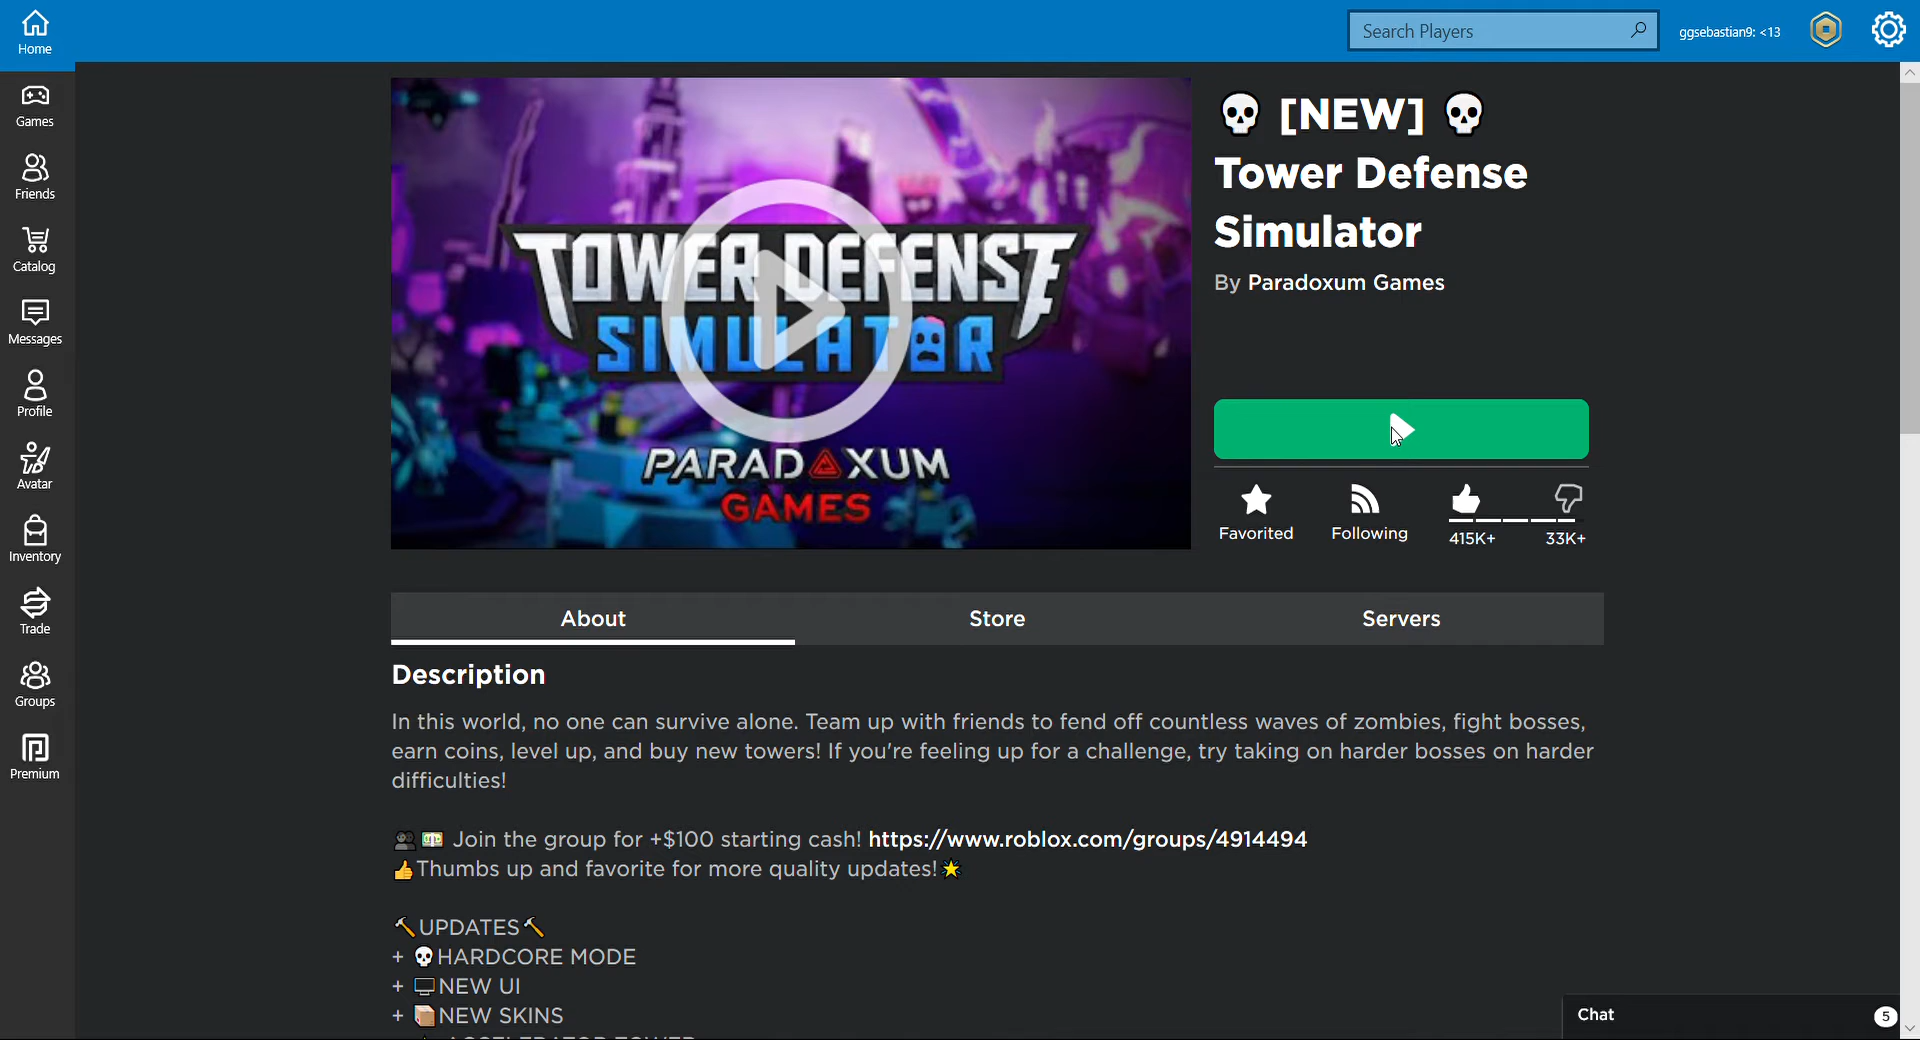 Home
Search Players
ggsebastian9: <13
Games
Friends
Catalog
Messages
Profile
Avatar
Inventory
Trade
Groups
Premium
TOWER DEFENSE
SIMULATOR
PARADOXUM
GAMES
💀 [NEW] 💀
Tower Defense
Simulator
By Paradoxum Games
Favorited
Following
415K+
33K+
About
Store
Servers
Description
In this world, no one can survive alone. Team up with friends to fend off countless waves of zombies, fight bosses,
earn coins, level up, and buy new towers! If you're feeling up for a challenge, try taking on harder bosses on harder
difficulties!
👥💵 Join the group for +$100 starting cash! https://www.roblox.com/groups/4914494
👍Thumbs up and favorite for more quality updates!🌟
🔨UPDATES🔨
+ 💀HARDCORE MODE
+ 🖥️NEW UI
+ 📦NEW SKINS
ACCELERATOR TOWER
Chat
5